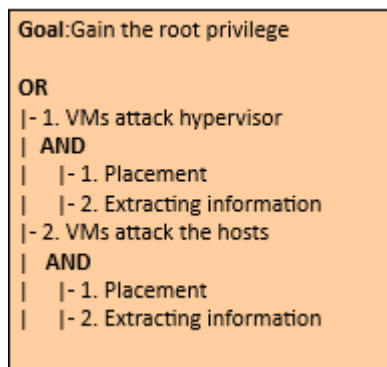 Goal:Gain the root privilege
OR
|- 1. VMs attack hypervisor
| AND
| |- 1. Placement
| |- 2. Extracting information
|- 2. VMs attack the hosts
| AND
| |- 1. Placement
| |- 2. Extracting information